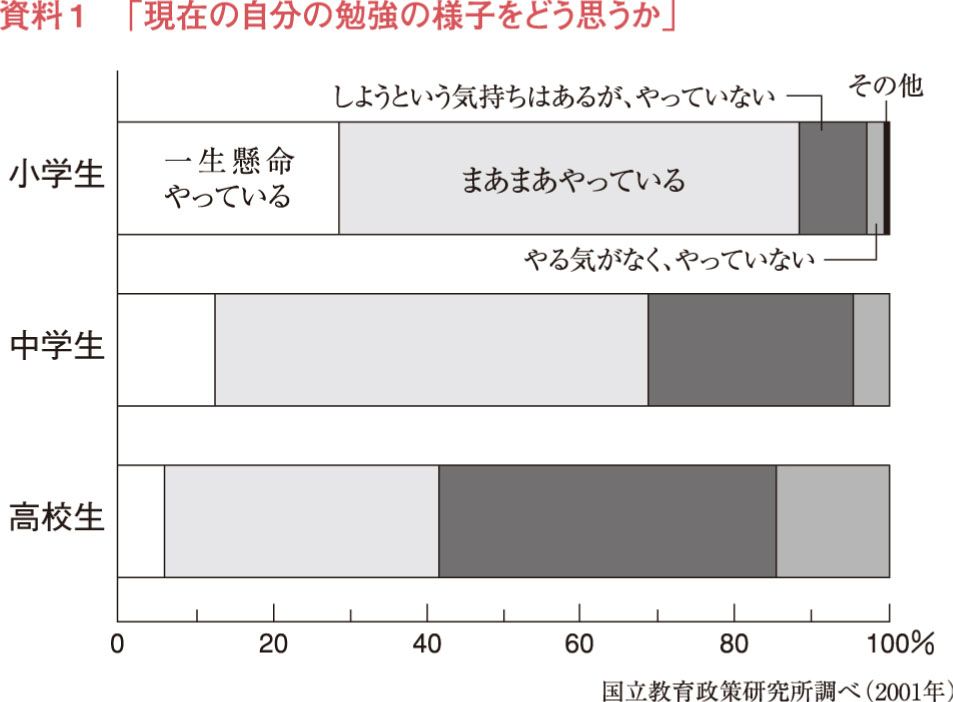 資料1 「現在の自分の勉強の様子をどう思うか」
しようという気持ちはあるが、やっていない
その他
小学生
一生懸命
やっている
まあまあやっている
やる気がなく、やっていない
中学生
高校生
0 20 40 60 80 100%
国立教育政策研究所調べ(2001年)